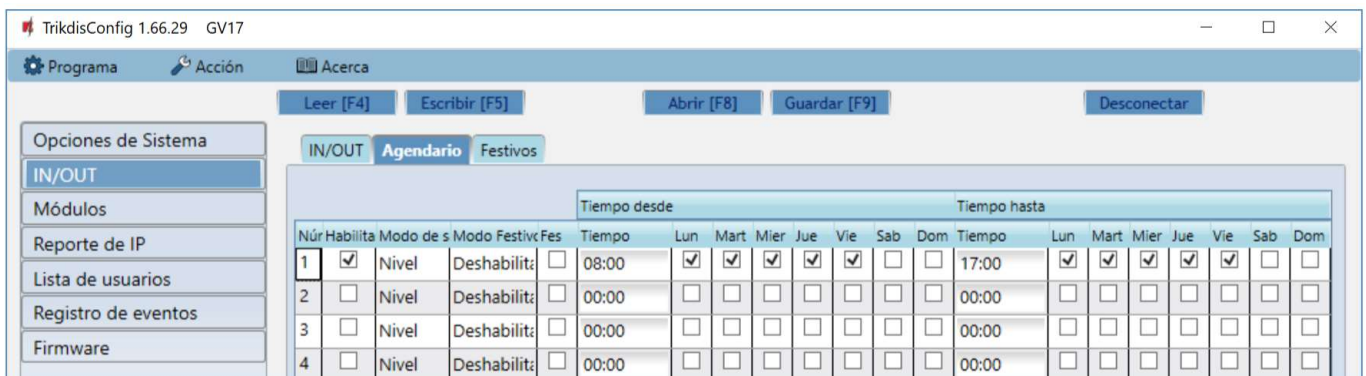 TrikdisConfig 1.66.29 GV17
Programa Acción Acerca
Leer [F4] Escribir [F5] Abrir [F8] Guardar [F9] Desconectar
Opciones de Sistema
IN/OUT
Módulos
Reporte de IP
Lista de usuarios
Registro de eventos
Firmware
IN/OUT Agendario Festivos
Tiempo desde Tiempo hasta
Núr Habilita Modo de s Modo Festivo Fes Tiempo Lun Mart Mier Jue Vie Sab Dom Tiempo Lun Mart Mier Jue Vie Sab Dom
1 Nivel Deshabilita 08:00 17:00
2 Nivel Deshabilita 00:00 00:00
3 Nivel Deshabilita 00:00 00:00
4 Nivel Deshabilita 00:00 00:00